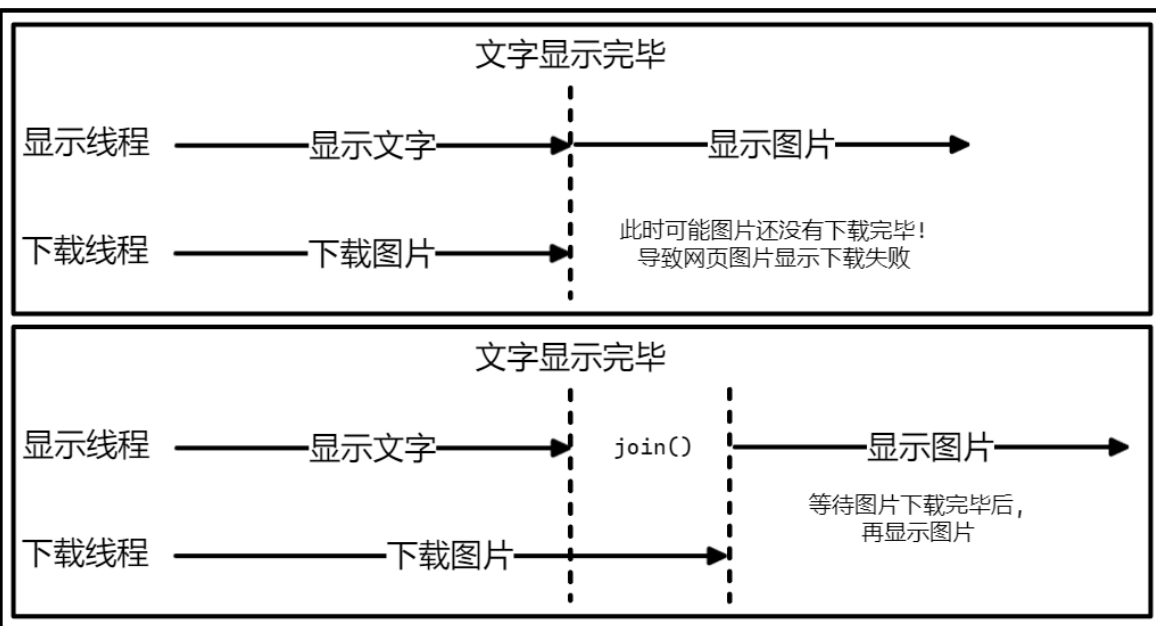 文字显示完毕
显示线程 显示文字 显示图片
下载线程 下载图片
此时可能图片还没有下载完毕!
导致网页图片显示下载失败
文字显示完毕
显示线程 显示文字 join() 显示图片
等待图片下载完毕后,
再显示图片
下载线程 下载图片